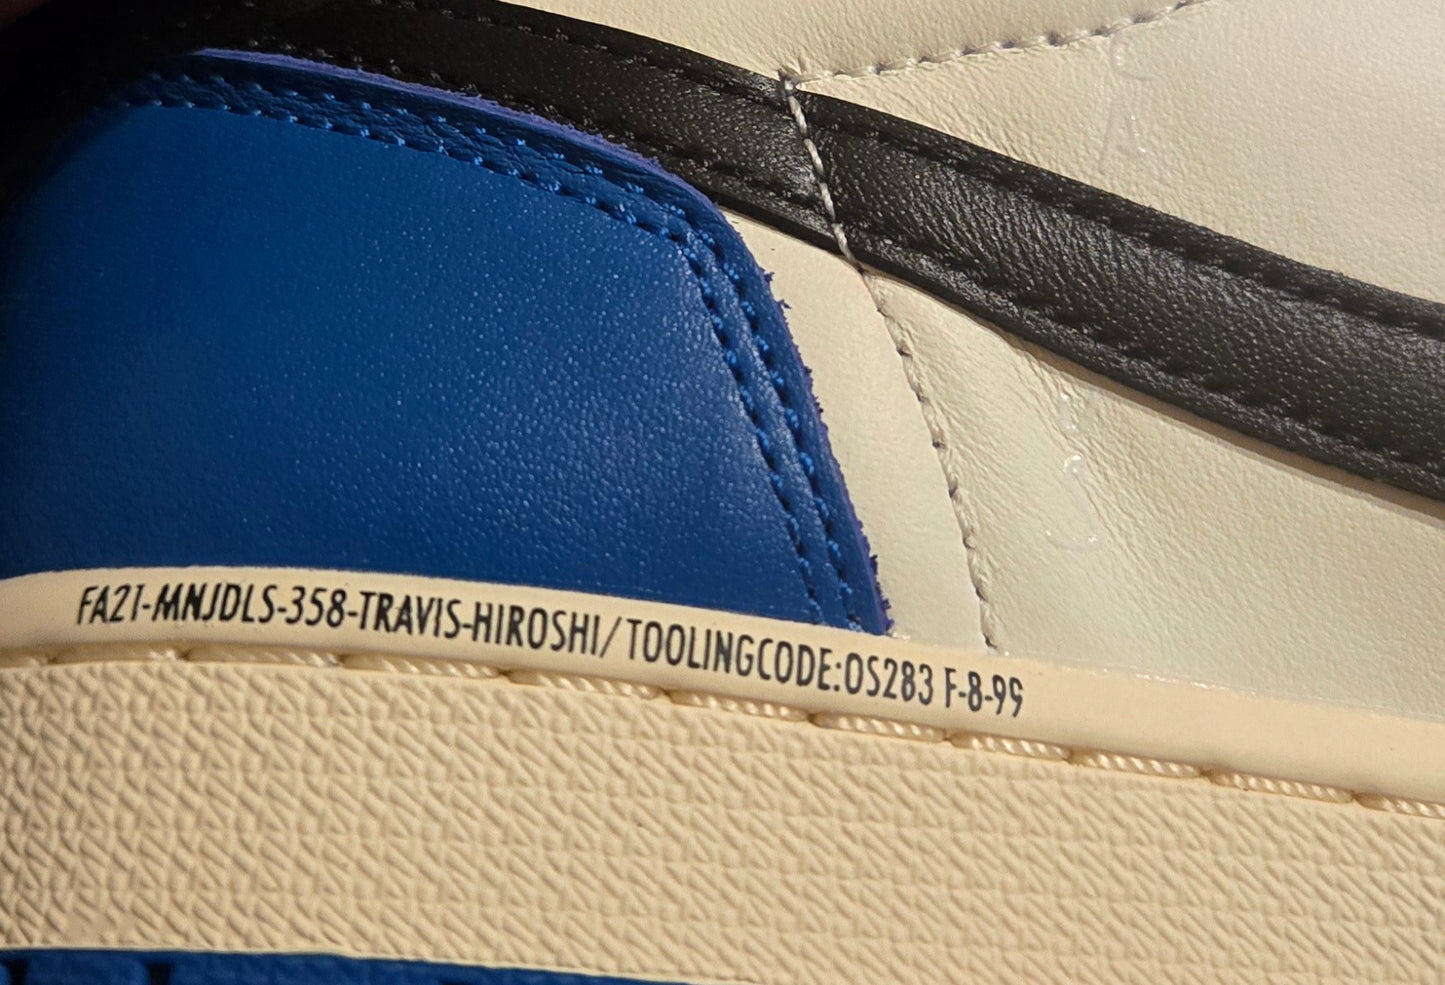 FA21-MNJDLS-358-TRAVIS-HIROSHI/ TOOLINGCODE:OS283 F-8-99